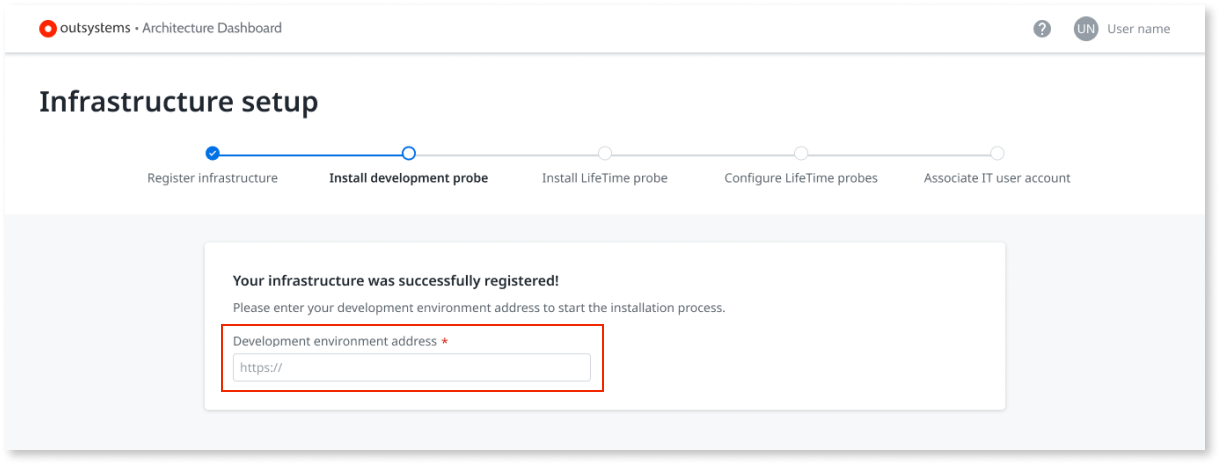 outsystems • Architecture Dashboard
? UN User name
Infrastructure setup
Register infrastructure
Install development probe
Install LifeTime probe
Configure LifeTime probes
Associate IT user account
Your infrastructure was successfully registered!
Please enter your development environment address to start the installation process.
Development environment address *
https://